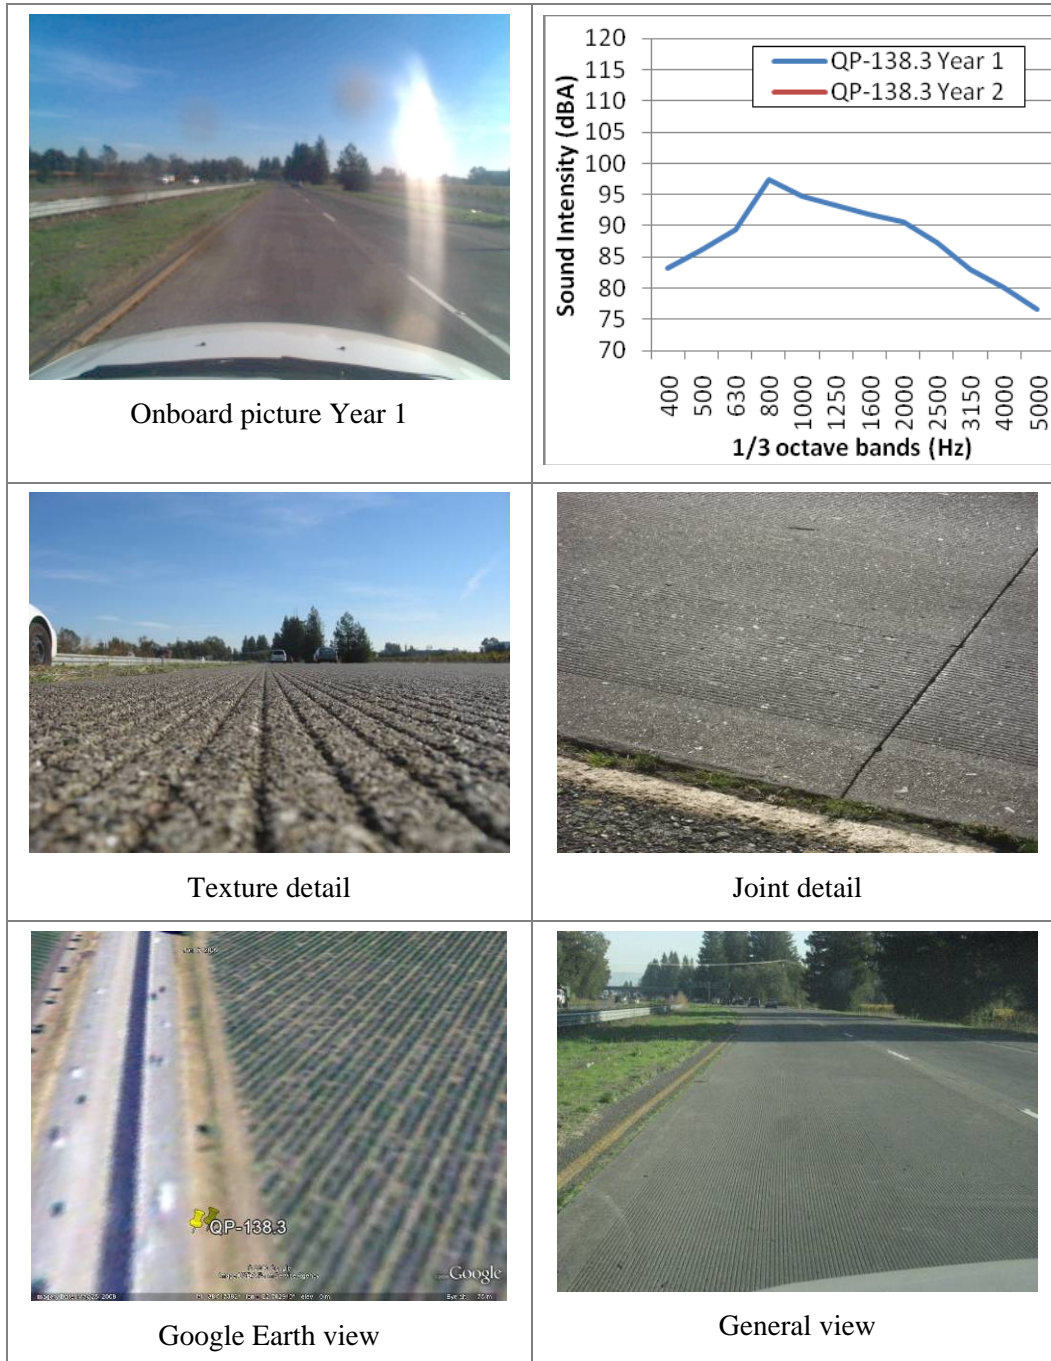 120
115
110
105
100
95
90
85
80
75
70
Sound Intensity (dBA)
QP-138.3 Year 1
QP-138.3 Year 2
400
500
630
800
1000
1250
1600
2000
2500
3150
4000
5000
1/3 octave bands (Hz)
Onboard picture Year 1
Texture detail
Joint detail
QP-138.3
Google
Google Earth view
General view